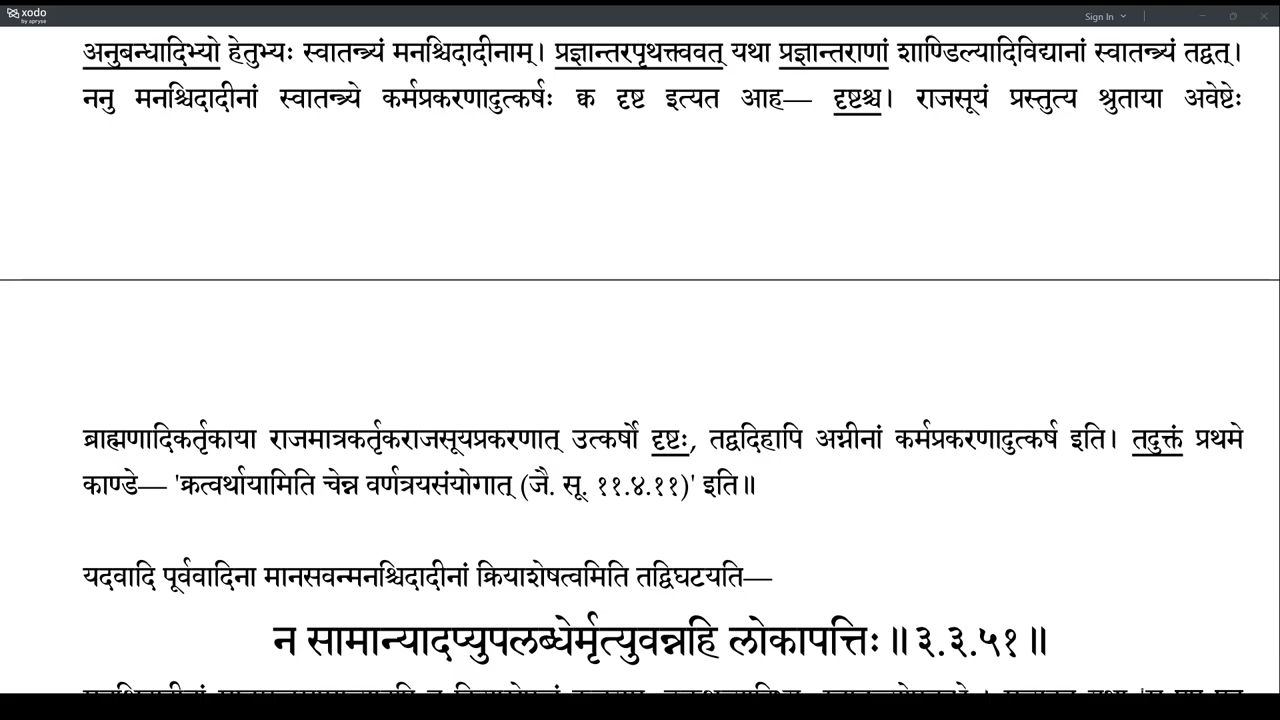 xodo
by apryse
Sign In
अनुबन्धादिभ्यो हेतुभ्यः स्वातन्त्र्यं मनश्चिदादीनाम्। प्रज्ञान्तरपृथक्त्ववत् यथा प्रज्ञान्तराणां शाण्डिल्यादिविद्यानां स्वातन्त्र्यं तद्वत्।
ननु मनश्चिदादीनां स्वातन्त्र्ये कर्मप्रकरणादुत्कर्षः क्व दृष्ट इत्यत आह— दृष्टश्च। राजसूयं प्रस्तुत्य श्रुताया अवेष्टेः
ब्राह्मणादिकर्तृकाया राजमात्रकर्तृकराजसूयप्रकरणात् उत्कर्षो दृष्टः, तद्वदिहापि अग्नीनां कर्मप्रकरणादुत्कर्ष इति। तदुक्तं प्रथमे
काण्डे— 'क्रत्वर्थायामिति चेन्न वर्णत्रयसंयोगात् (जै. सू. ११.४.११)' इति॥
यदवादि पूर्ववादिना मानसवन्मनश्चिदादीनां क्रियाशेषत्वमिति तद्विघटयति—
न सामान्यादप्युपलब्धेर्मृत्युवन्नहि लोकापत्तिः॥३.३.५१॥